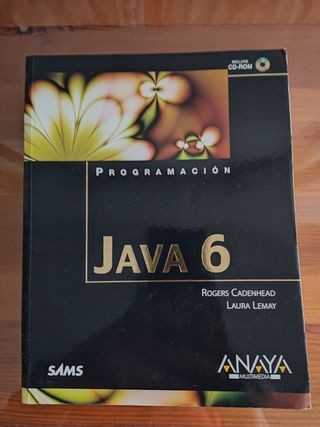 INCLUYE
CD-ROM
PROGRAMACIÓN
JAVA 6
ROGERS CADENHEAD
LAURA LEMAY
SAMS
ANAYA
MULTIMEDIA